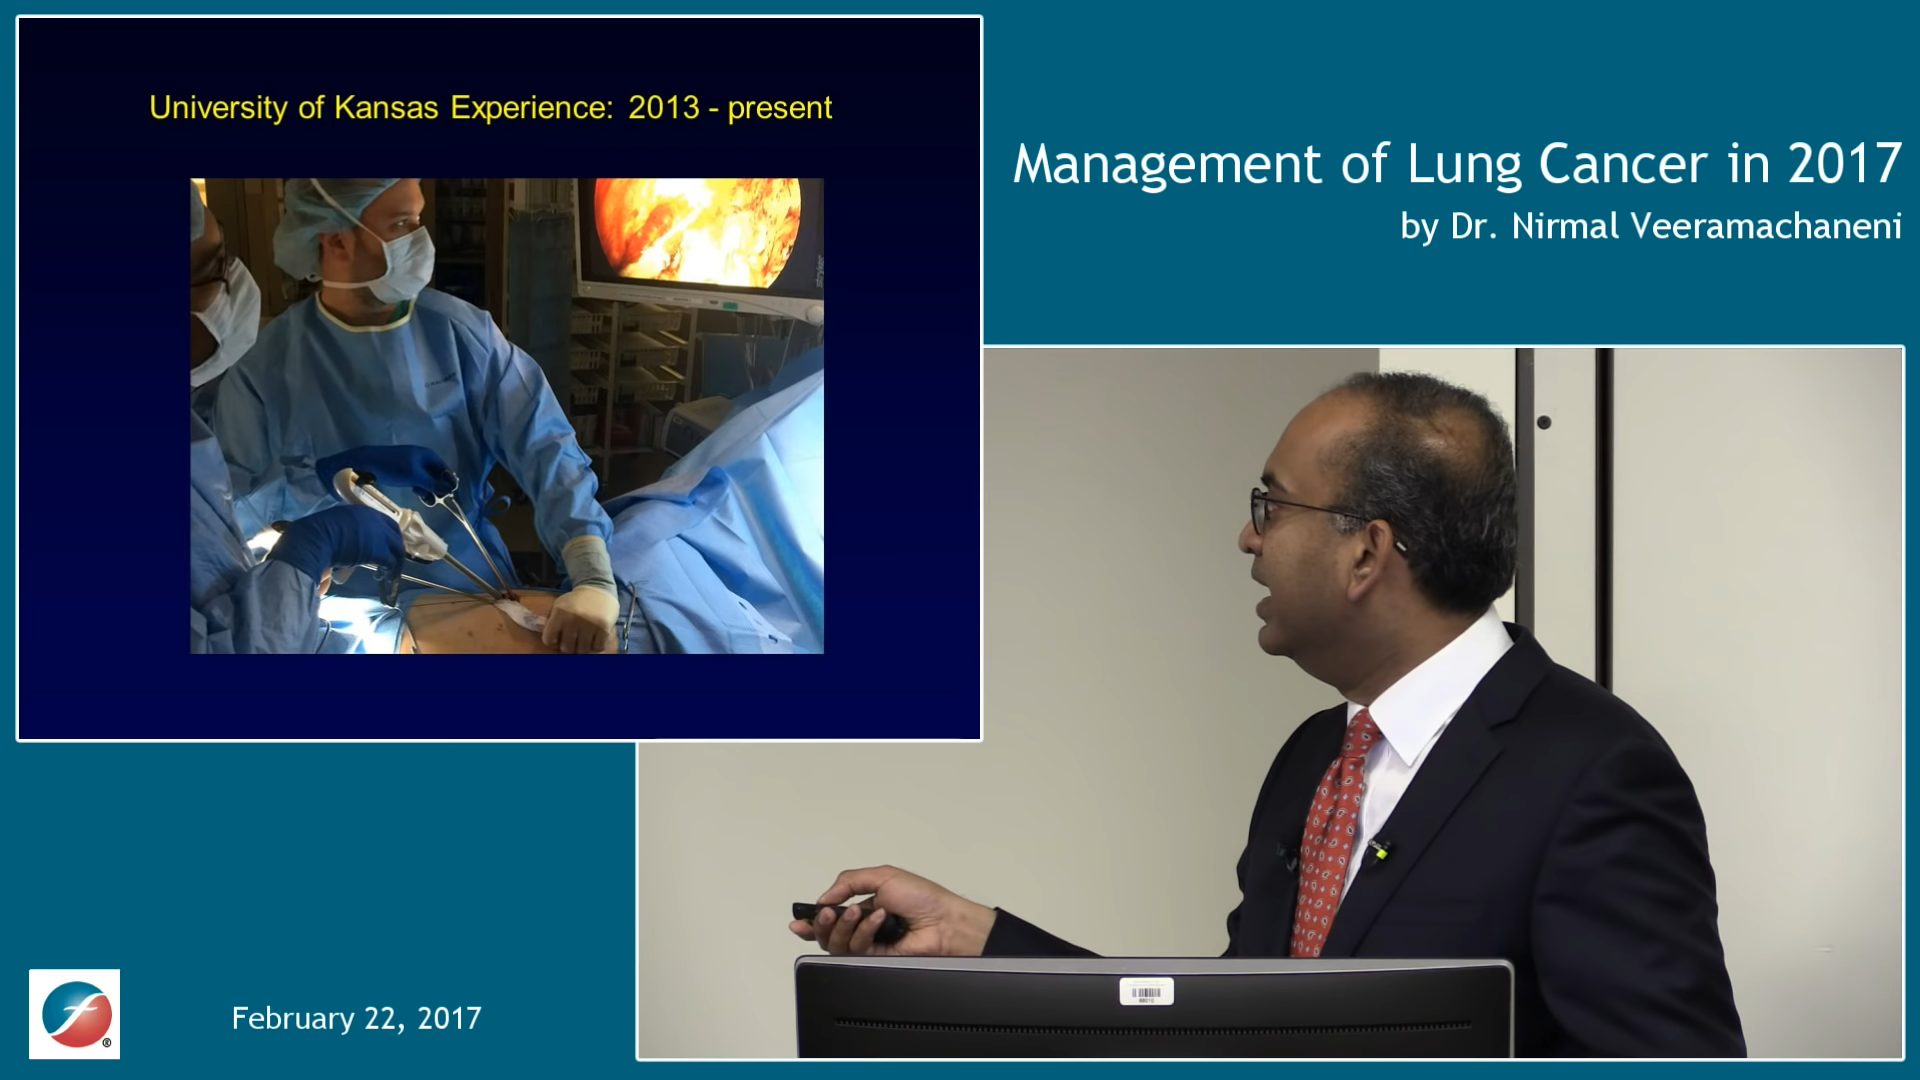 University of Kansas Experience: 2013 - present
stryker
Management of Lung Cancer in 2017
by Dr. Nirmal Veeramachaneni
February 22, 2017
f
®